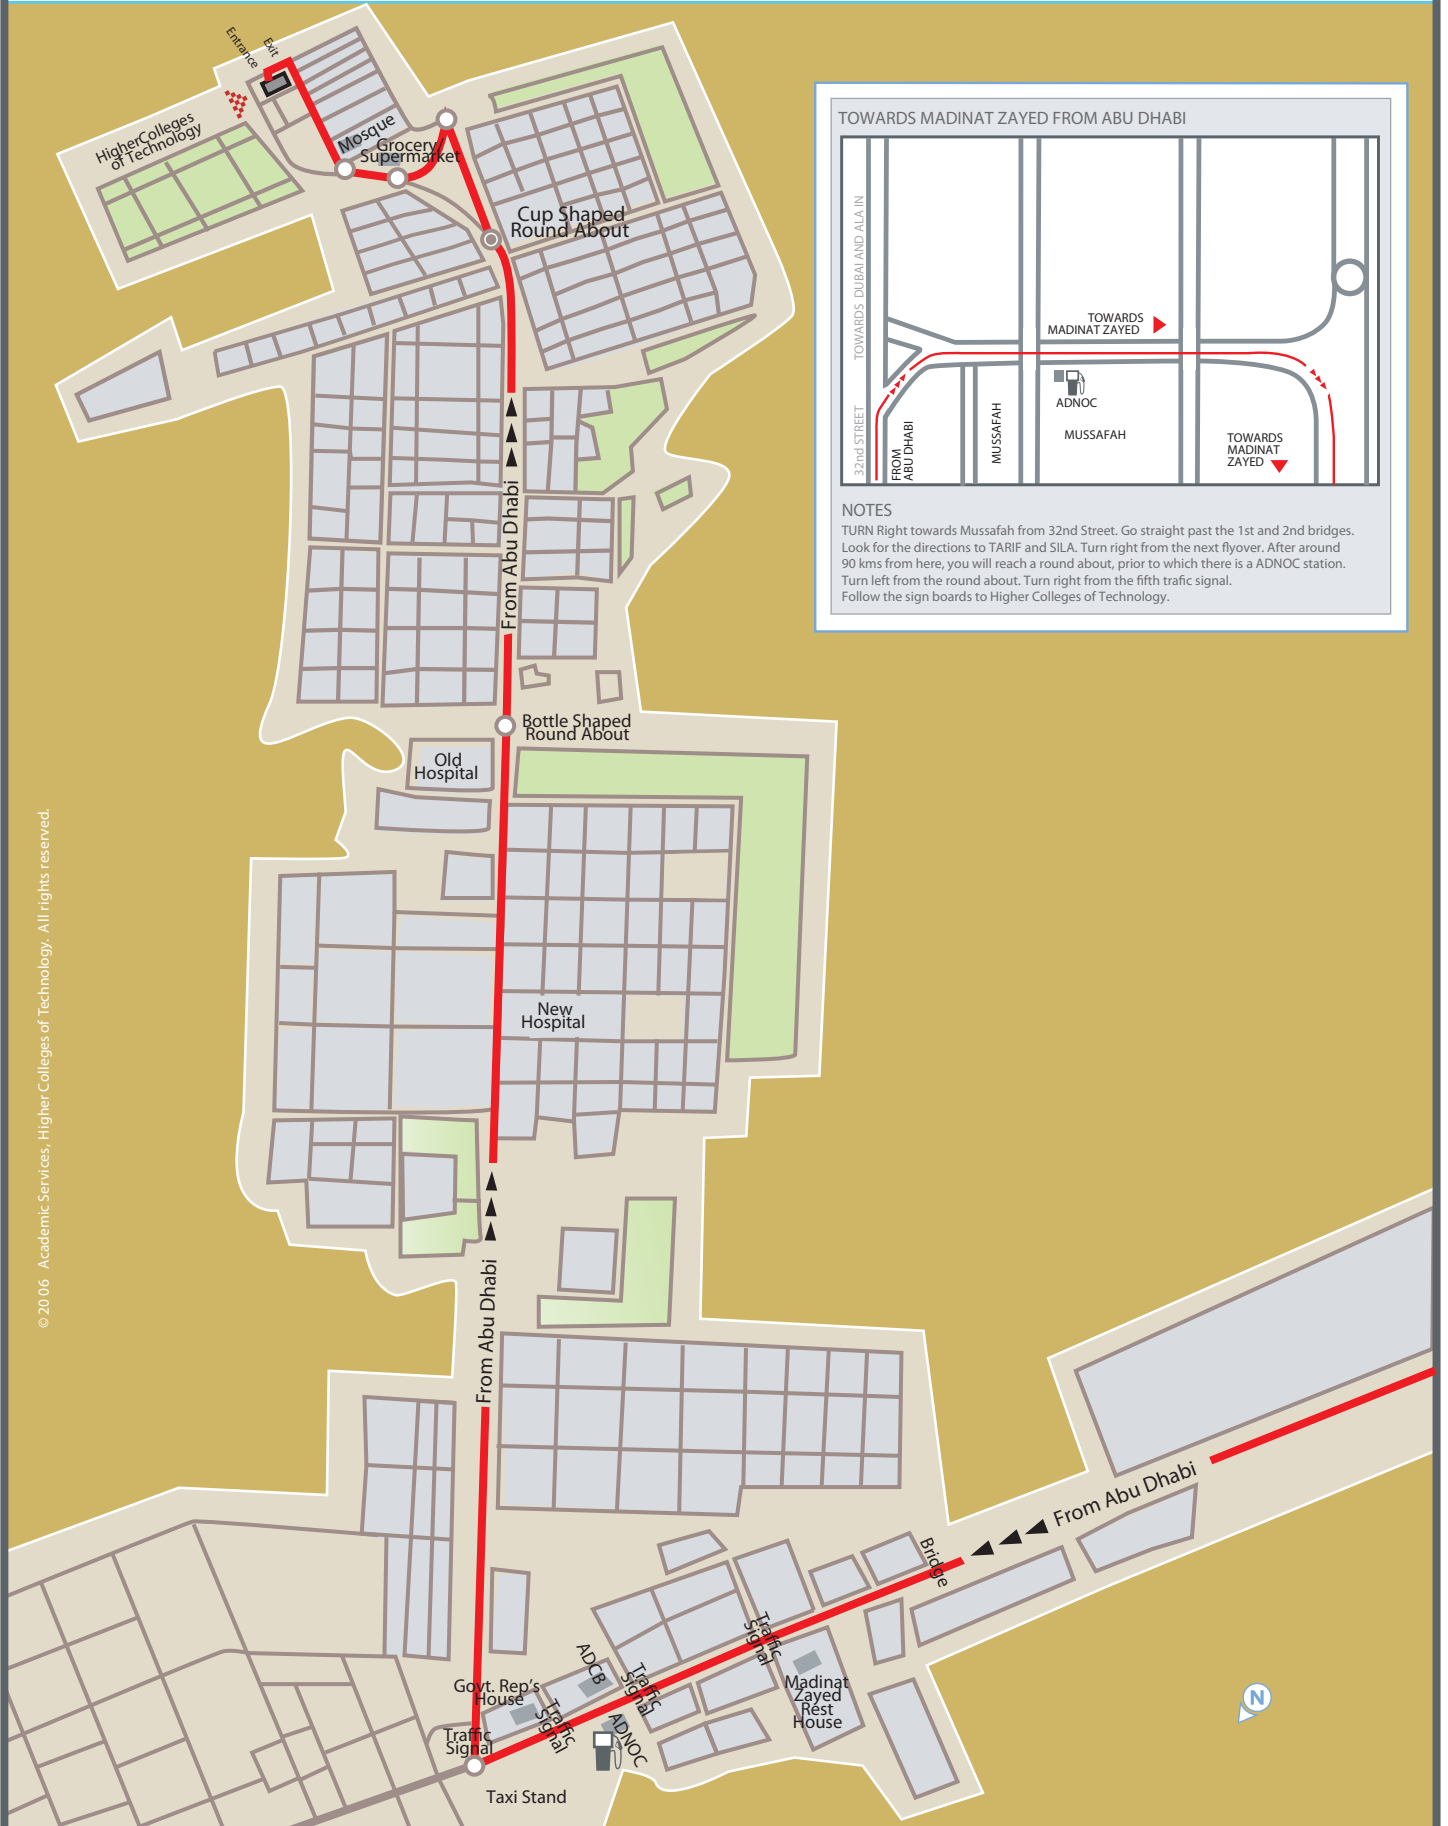 Entrance
Exit
HigherColleges
of Technology
Mosque
Grocery/
Supermarket
Cup Shaped
Round About
TOWARDS MADINAT ZAYED FROM ABU DHABI
TOWARDS DUBAI AND ALA IN
32nd STREET
FROM
ABU DHABI
TOWARDS
MADINAT ZAYED
ADNOC
MUSSAFAH
MUSSAFAH
TOWARDS
MADINAT
ZAYED
NOTES
TURN Right towards Mussafah from 32nd Street. Go straight past the 1st and 2nd bridges.
Look for the directions to TARIF and SILA. Turn right from the next flyover. After around
90 kms from here, you will reach a round about, prior to which there is a ADNOC station.
Turn left from the round about. Turn right from the fifth trafic signal.
Follow the sign boards to Higher Colleges of Technology.
From Abu Dhabi
Bottle Shaped
Round About
Old
Hospital
New
Hospital
© 20 06 Academic Services, Higher Colleges of Technology. All rights reserved.
From Abu Dhabi
From Abu Dhabi
Bridge
Traffic
Signal
Madinat
Zayed
Rest
House
Traffic
Signal
ADCB
Govt. Rep's
House
Traffic
Signal
ADNOC
Traffic
Signal
Taxi Stand
N